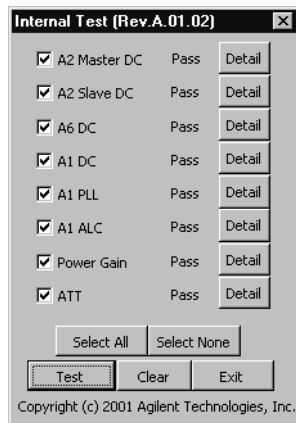 Internal Test (Rev.A.01.02)
A2 Master DC Pass Detail
A2 Slave DC Pass Detail
A6 DC Pass Detail
A1 DC Pass Detail
A1 PLL Pass Detail
A1 ALC Pass Detail
Power Gain Pass Detail
ATT Pass Detail
Select All Select None
Test Clear Exit
Copyright (c) 2001 Agilent Technologies, Inc.